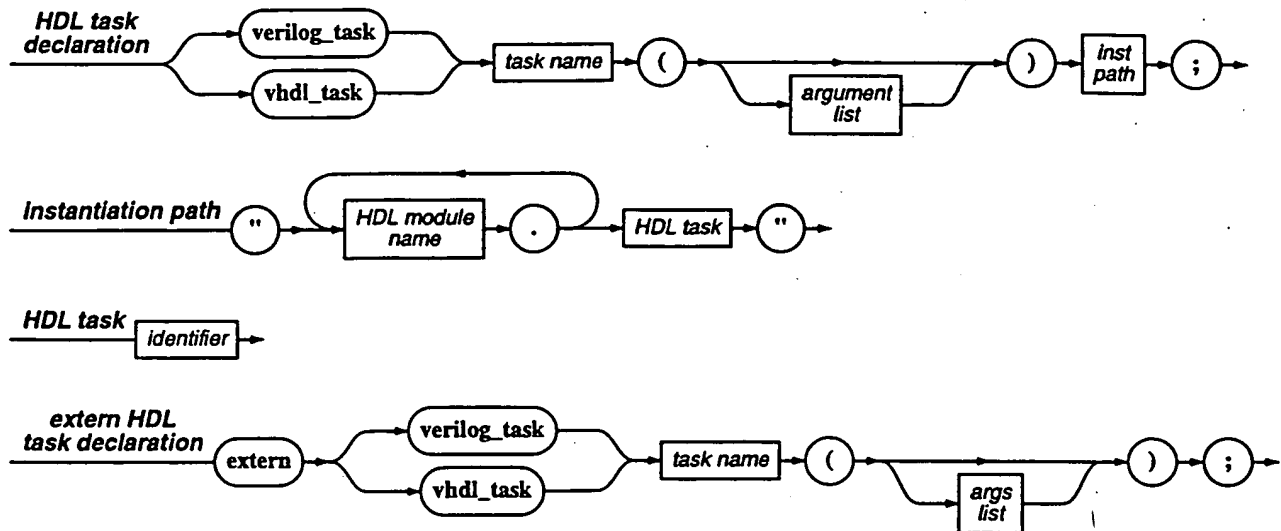 HDL task
declaration
verilog_task
vhdl_task
task name
(
argument
list
)
inst
path
;
Instantiation path
"
HDL module
name
.
HDL task
"
HDL task
identifier
extern HDL
task declaration
extern
verilog_task
vhdl_task
task name
(
args
list
)
;